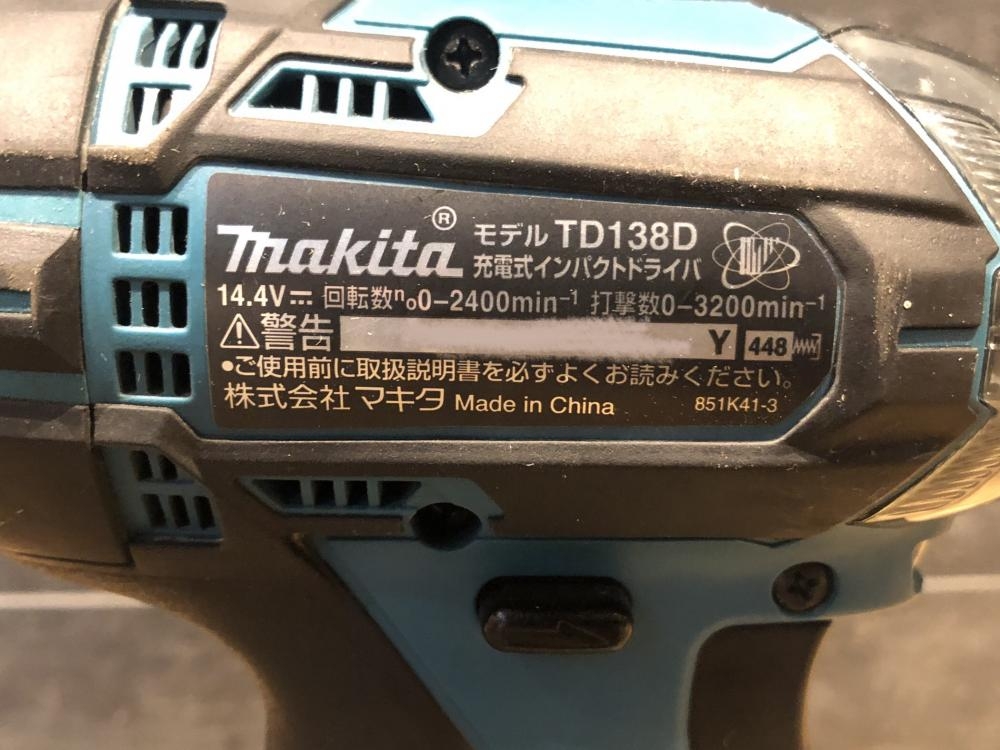 makita® モデル TD138D
充電式インパクトドライバ
14.4V⎓ 回転数n₀0-2400min⁻¹ 打撃数0-3200min⁻¹
⚠警告 Y 448
•ご使用前に取扱説明書を必ずよくお読みください。
株式会社 マキタ Made in China 851K41-3